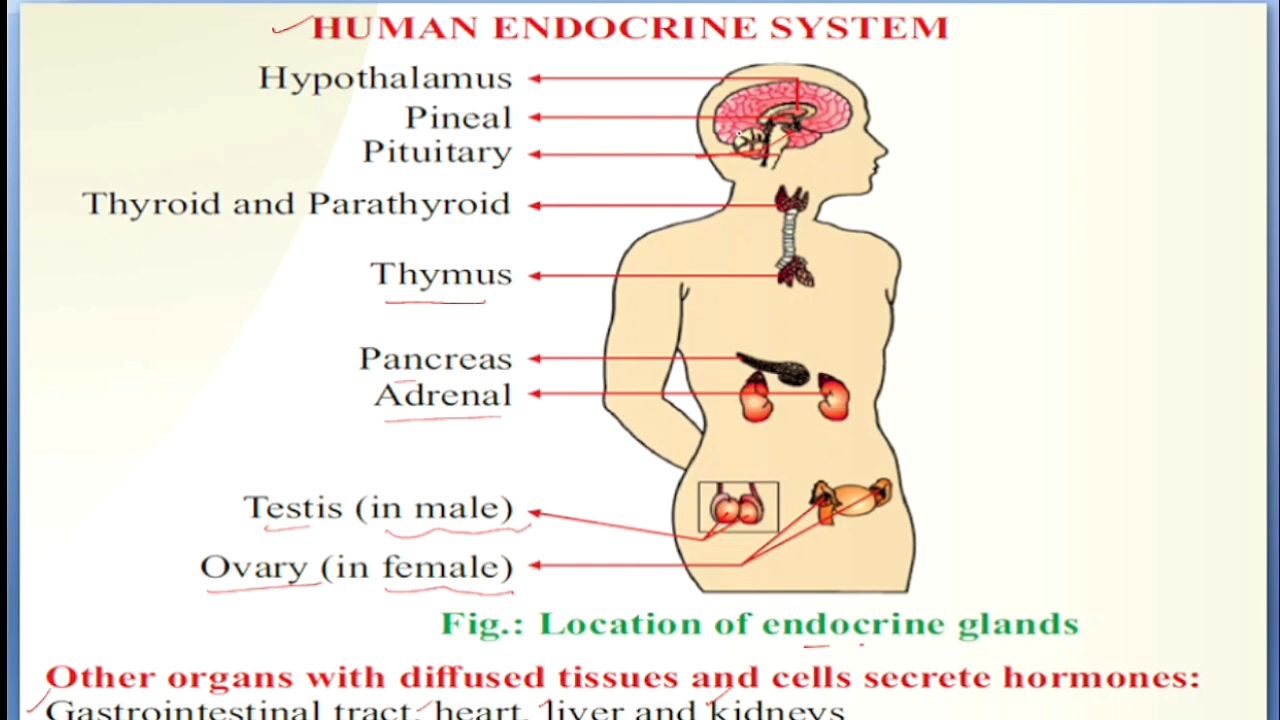 HUMAN ENDOCRINE SYSTEM
Hypothalamus
Pineal
Pituitary
Thyroid and Parathyroid
Thymus
Pancreas
Adrenal
Testis (in male)
Ovary (in female)
Fig.: Location of endocrine glands
Other organs with diffused tissues and cells secrete hormones:
Gastrointestinal tract, heart, liver and kidneys